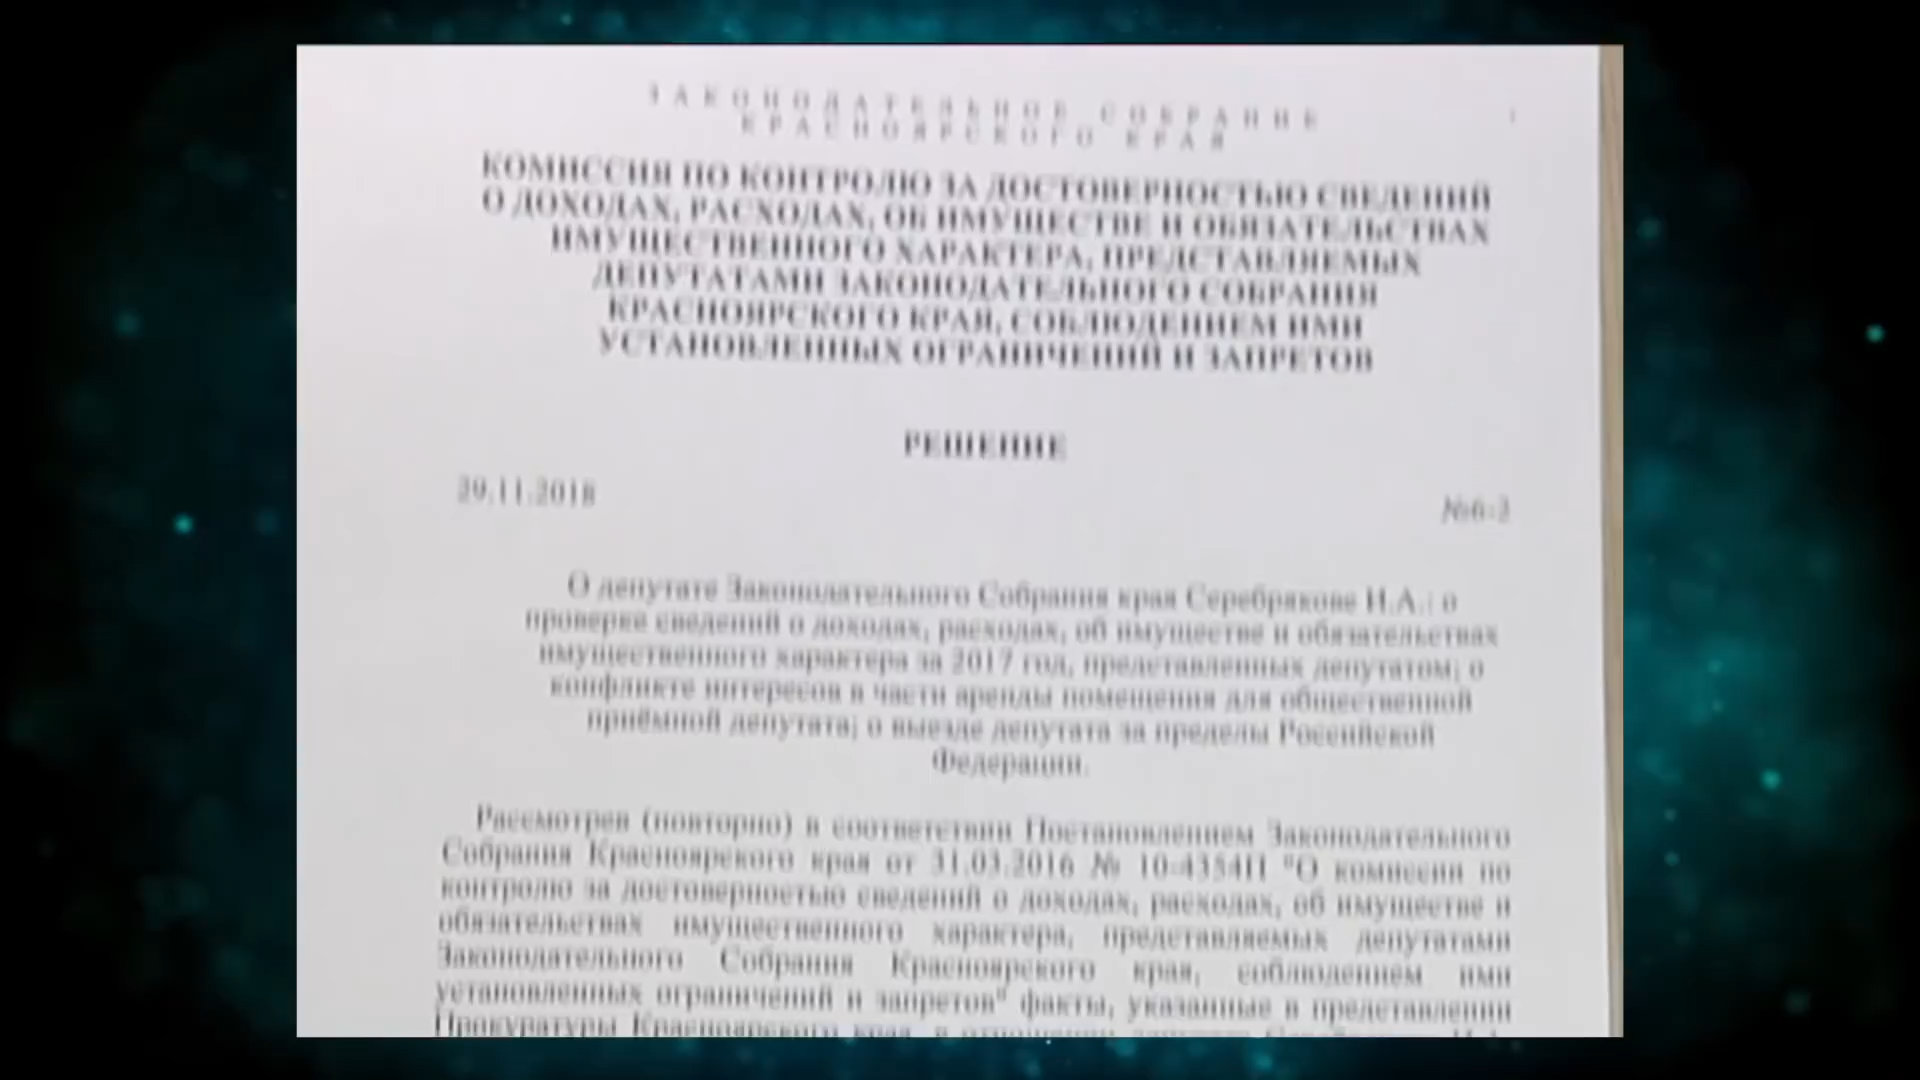 ЗАКОНОДАТЕЛЬНОЕ СОБРАНИЕ
КРАСНОЯРСКОГО КРАЯ
КОМИССИЯ ПО КОНТРОЛЮ ЗА ДОСТОВЕРНОСТЬЮ СВЕДЕНИЙ
О ДОХОДАХ, РАСХОДАХ, ОБ ИМУЩЕСТВЕ И ОБЯЗАТЕЛЬСТВАХ
ИМУЩЕСТВЕННОГО ХАРАКТЕРА, ПРЕДСТАВЛЯЕМЫХ
ДЕПУТАТАМИ ЗАКОНОДАТЕЛЬНОГО СОБРАНИЯ
КРАСНОЯРСКОГО КРАЯ, СОБЛЮДЕНИЕМ ИМИ
УСТАНОВЛЕННЫХ ОГРАНИЧЕНИЙ И ЗАПРЕТОВ
РЕШЕНИЕ
29.11.2018
О депутате Законодательного Собрания края Серебрякове И.А.: о
проверке сведений о доходах, расходах, об имуществе и обязательствах
имущественного характера за 2017 год, представленных депутатом; о
конфликте интересов в части аренды помещения для общественной
приёмной депутата; о выезде депутата за пределы Российской
Федерации.
Рассмотрев (повторно) в соответствии Постановлением Законодательного
Собрания Красноярского края от 31.03.2016 № 10-4354П "О комиссии по
контролю за достоверностью сведений о доходах, расходах, об имуществе и
обязательствах имущественного характера, представляемых депутатами
Законодательного Собрания Красноярского края, соблюдением ими
установленных ограничений и запретов" факты, указанные в представлении
Прокуратуры Красноярского края, в отношении